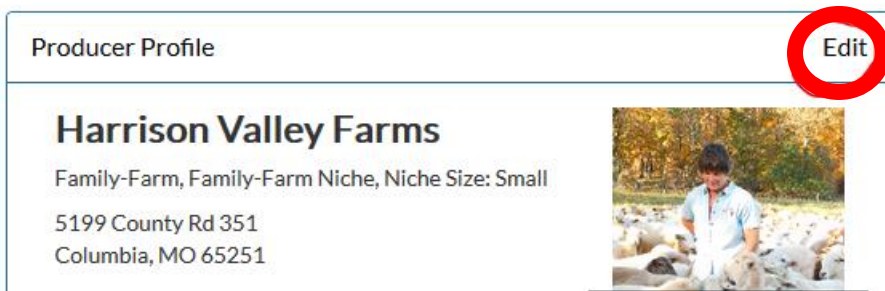 Producer Profile Edit
Harrison Valley Farms
Family-Farm, Family-Farm Niche, Niche Size: Small
5199 County Rd 351
Columbia, MO 65251